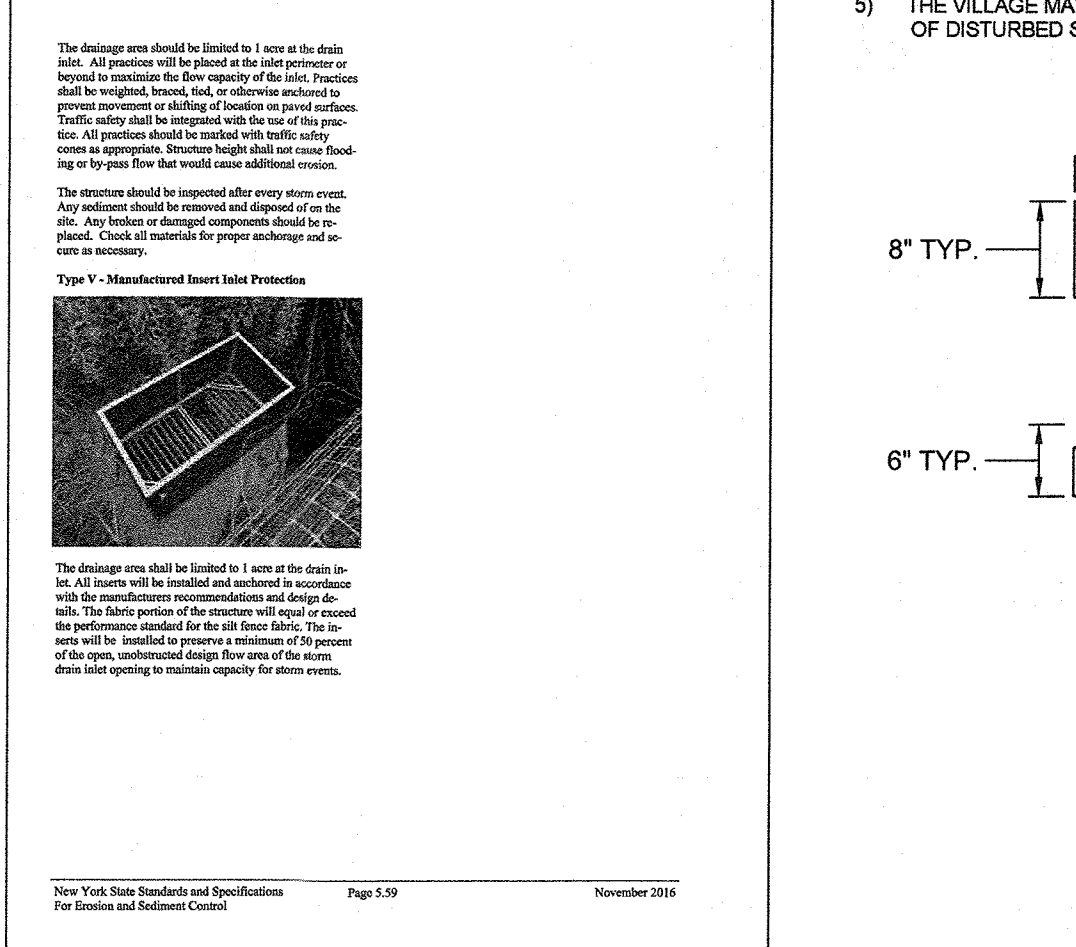 The drainage area should be limited to 1 acre at the drain
inlet. All practices will be placed at the inlet perimeter or
beyond to maximize the flow capacity of the inlet. Practices
shall be weighted, braced, tied, or otherwise anchored to
prevent movement or shifting of location on paved surfaces.
Traffic safety shall be integrated with the use of this prac-
tice. All practices should be marked with traffic safety
cones as appropriate. Structure height shall not cause flood-
ing or by-pass flow that would cause additional erosion.
The structure should be inspected after every storm event.
Any sediment should be removed and disposed of on the
site. Any broken or damaged components should be re-
placed. Check all materials for proper anchorage and se-
cure as necessary.
Type V - Manufactured Insert Inlet Protection
The drainage area shall be limited to 1 acre at the drain in-
let. All inserts will be installed and anchored in accordance
with the manufacturers recommendations and design de-
tails. The fabric portion of the structure will equal or exceed
the performance standard for the silt fence fabric. The in-
serts will be installed to preserve a minimum of 50 percent
of the open, unobstructed design flow area of the storm
drain inlet opening to maintain capacity for storm events.
New York State Standards and Specifications
For Erosion and Sediment Control
Page 5.59
November 2016
5) THE VILLAGE MA
OF DISTURBED S
8" TYP.
6" TYP.